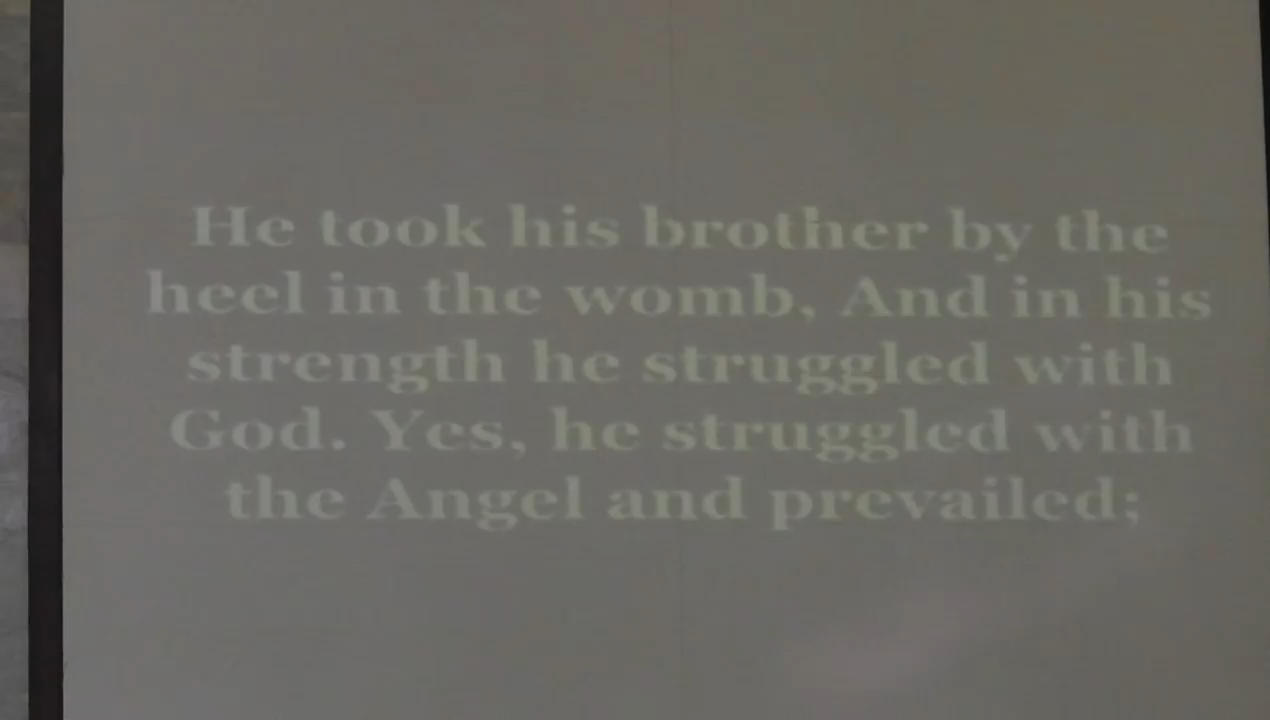 He took his brother by the
heel in the womb, And in his
strength he struggled with
God. Yes, he struggled with
the Angel and prevailed;